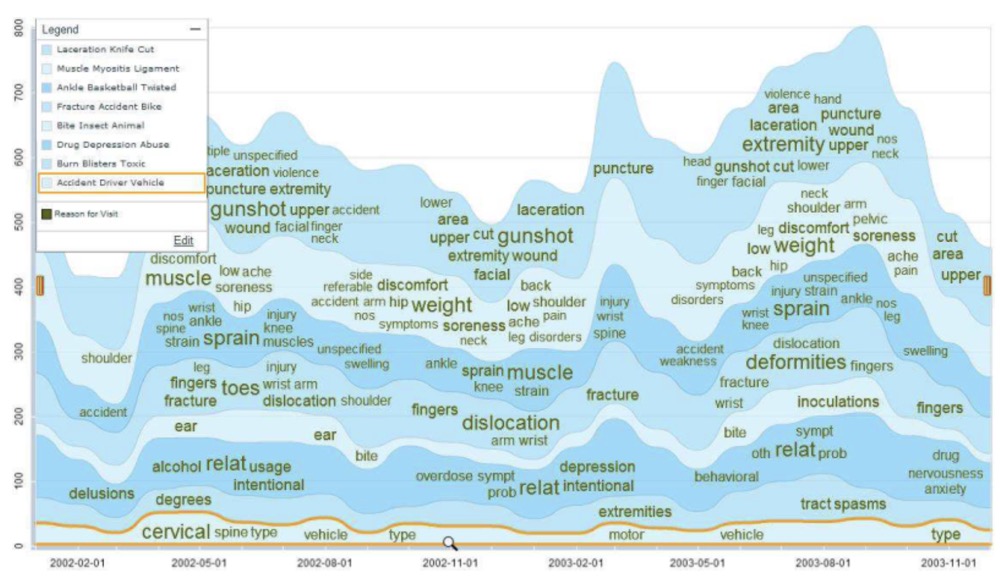 800
700
600
500
400
300
200
100
0
Legend
Laceration Knife Cut
Muscle Myositis Ligament
Ankle Basketball Twisted
Fracture Accident Bike
Bite Insect Animal
Drug Depression Abuse
Burn Blisters Toxic
Accident Driver Vehicle
Reason for Visit
Edit
tiple unspecified
aceration violence
puncture extremity
gunshot upper accident
wound facial finger
neck
lower
area
upper cut gunshot
extremity wound
facial
laceration
puncture
head
gunshot cut lower
finger facial
violence hand
area puncture
laceration wound
extremity upper nos
neck
cut
area
upper
shoulder
discomfort
muscle low ache
soreness
hip
side
referable discomfort
accident arm hip weight
nos
symptoms soreness
neck
back
low shoulder
ache pain
leg disorders
back
symptoms
disorders
neck
shoulder arm
leg discomfort pelvic
low weight soreness
hip
ache
pain
accident
wrist
nos ankle
spine
strain sprain muscles
injury
knee
unspecified
swelling
ankle sprain muscle
knee strain
injury
wrist
spine
accident
weakness
unspecified
injury strain
wrist sprain ankle nos
knee leg
swelling
leg injury
fingers toes wrist arm
fracture dislocation shoulder
fingers
dislocation
arm wrist
fracture
dislocation
deformities fingers
fracture
wrist
fingers
ear
ear
bite
bite
inoculations
delusions
alcohol relat usage
intentional
overdose sympt
prob relat intentional
depression
behavioral
sympt
oth relat prob
drug
nervousness
anxiety
degrees
extremities
tract spasms
cervical spine type
vehicle
type
motor
vehicle
type
2002-02-01
2002-05-01
2002-08-01
2002-11-01
2003-02-01
2003-05-01
2003-08-01
2003-11-01